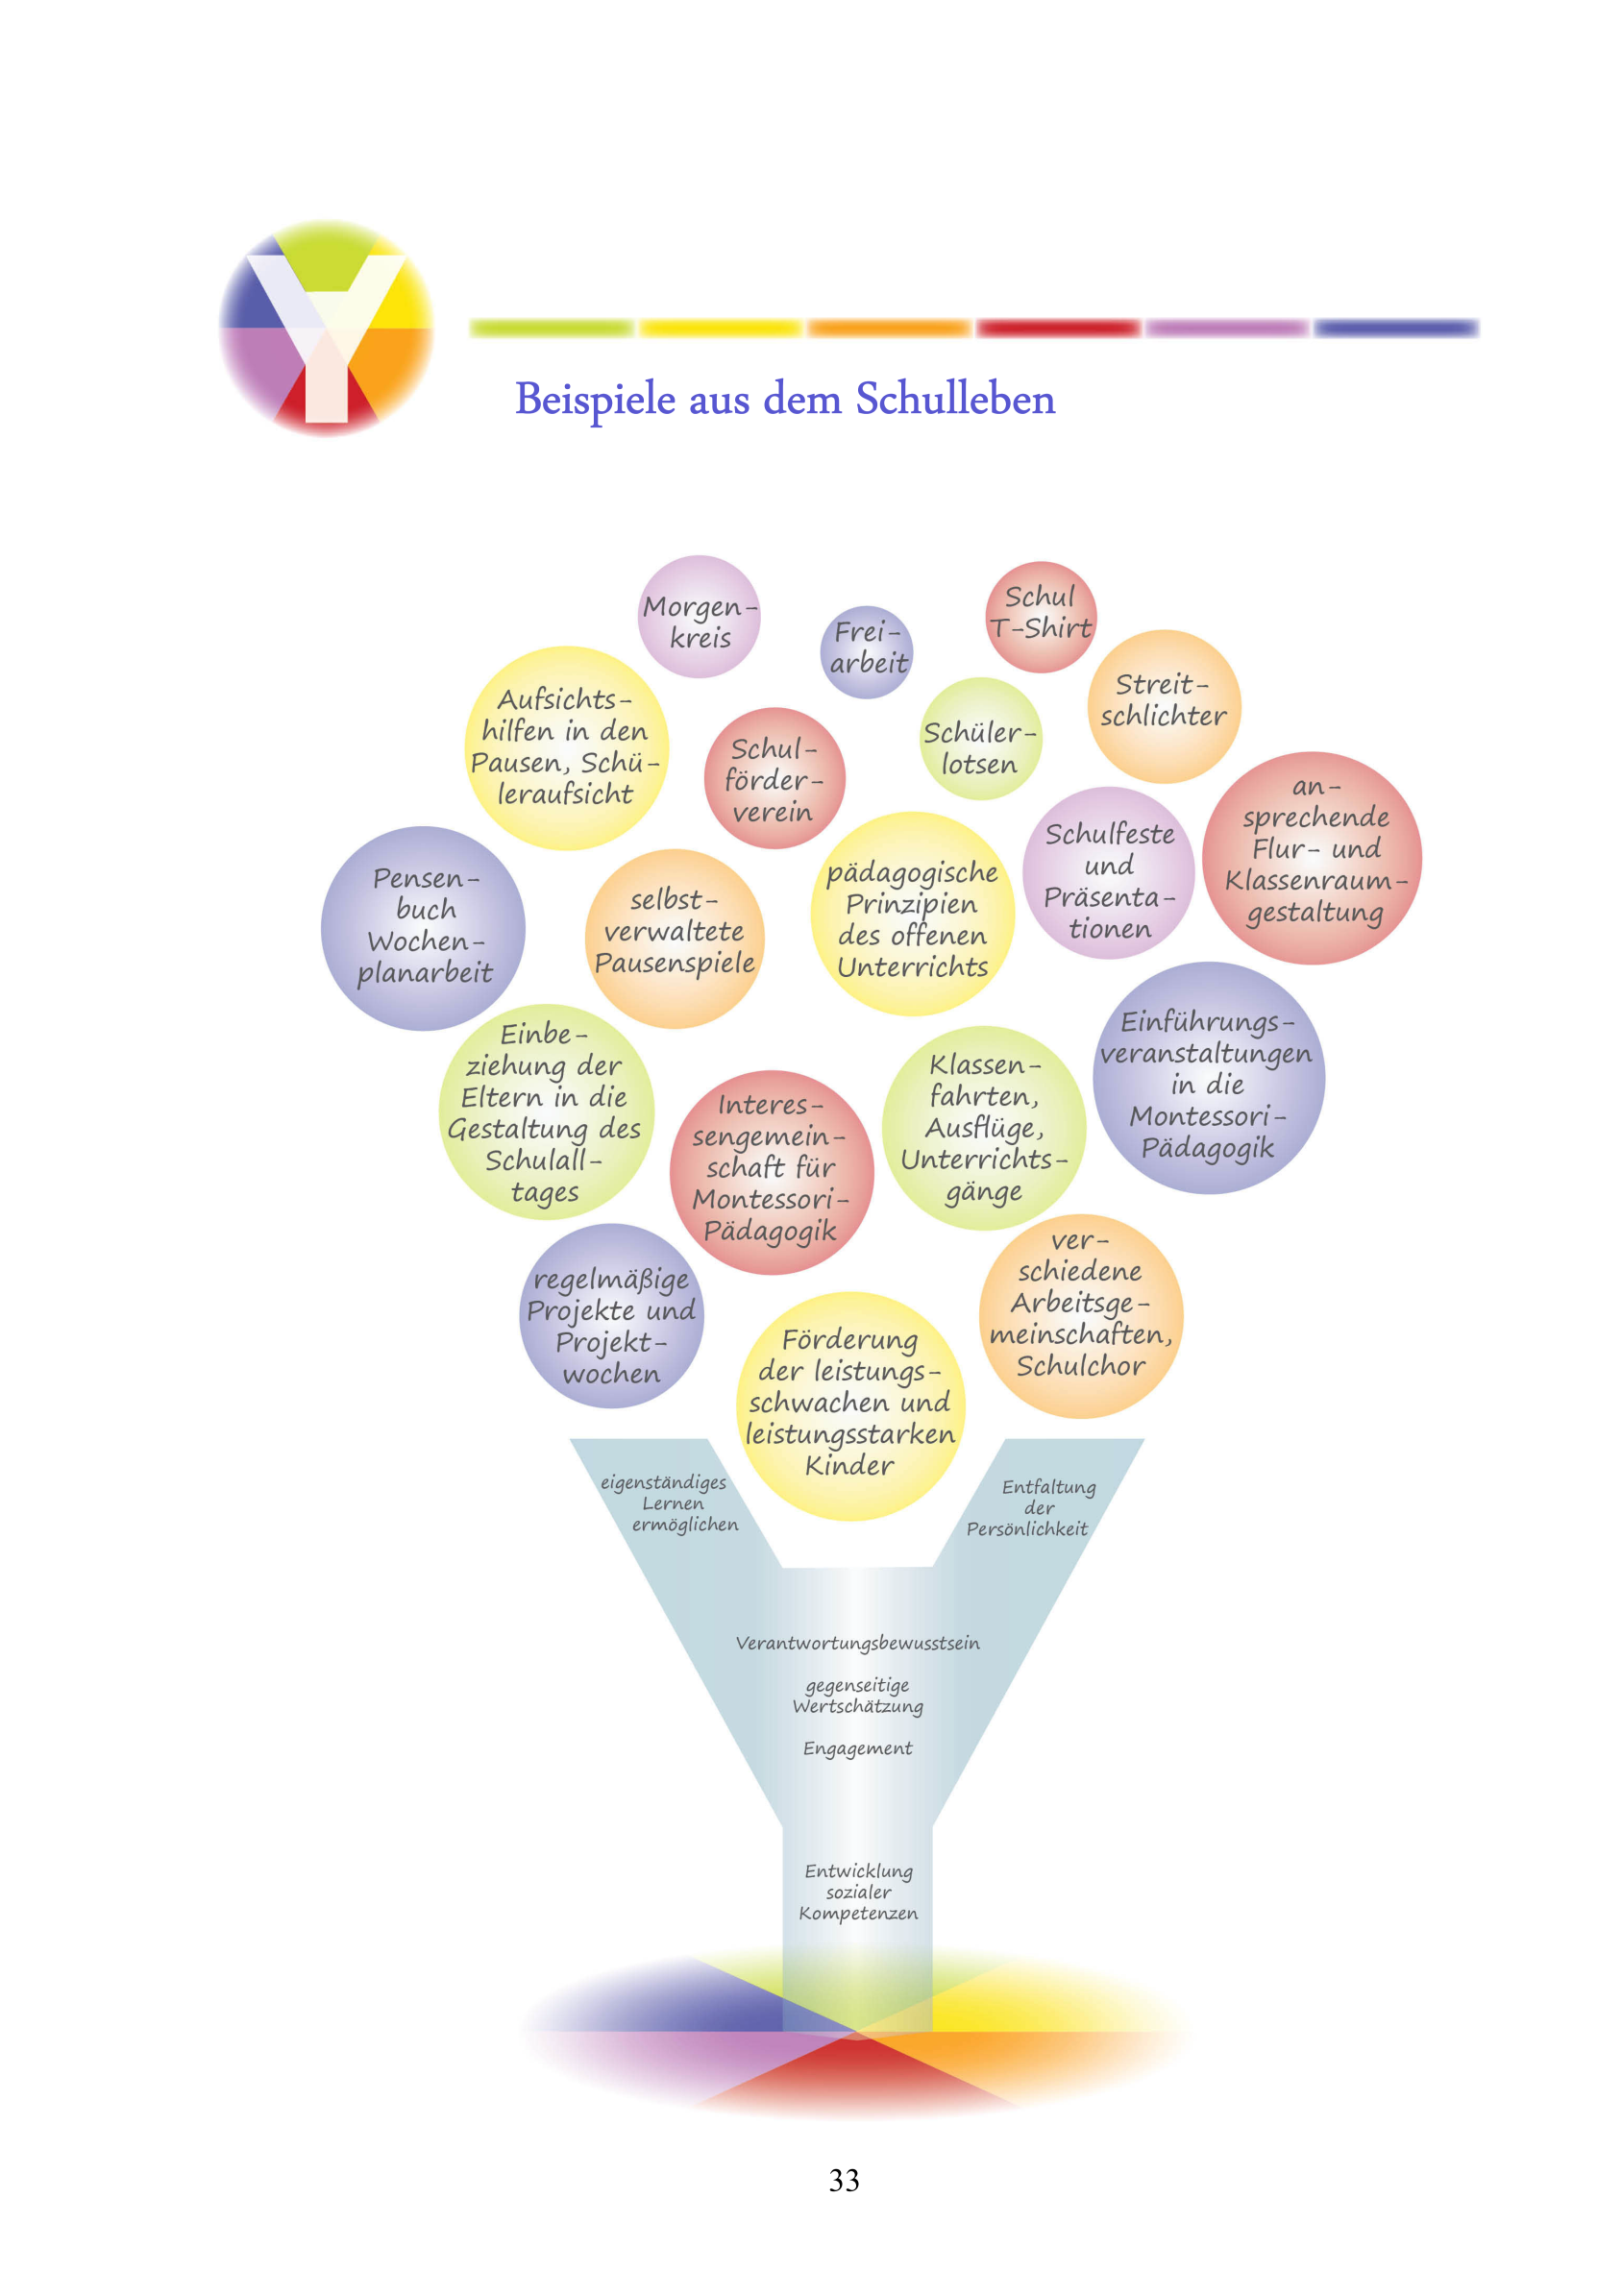 Beispiele aus dem Schulleben
Morgen-
kreis
Frei-
arbeit
Schul
T-Shirt
Streit-
schlichter
Aufsichts-
hilfen in den
Pausen, Schü-
leraufsicht
Schul-
förder-
verein
Schüler-
lotsen
Schulfeste
und
Präsenta-
tionen
an-
sprechende
Flur- und
Klassenraum-
gestaltung
Pensen-
buch
Wochen-
planarbeit
selbst-
verwaltete
Pausenspiele
pädagogische
Prinzipien
des offenen
Unterrichts
Einbe-
ziehung der
Eltern in die
Gestaltung des
Schulall-
tages
Interes-
sengemein-
schaft für
Montessori-
Pädagogik
Klassen-
fahrten,
Ausflüge,
Unterrichts-
gänge
Einführungs-
veranstaltungen
in die
Montessori-
Pädagogik
regelmäßige
Projekte und
Projekt-
wochen
Förderung
der leistungs-
schwachen und
leistungsstarken
Kinder
ver-
schiedene
Arbeitsge-
meinschaften,
Schulchor
eigenständiges
Lernen
ermöglichen
Entfaltung
der
Persönlichkeit
Verantwortungsbewusstsein
gegenseitige
Wertschätzung
Engagement
Entwicklung
sozialer
Kompetenzen
33